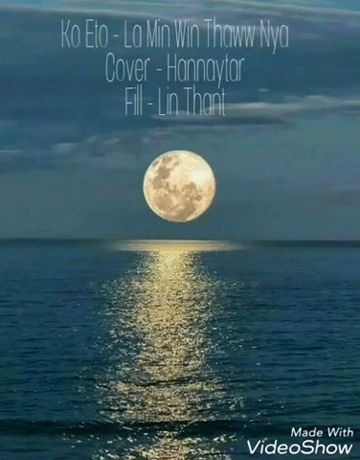 Ko Eto - La Min Win Thaww Nya
Cover - Hannaytar
Fill - Lin Thant
Made With
VideoShow